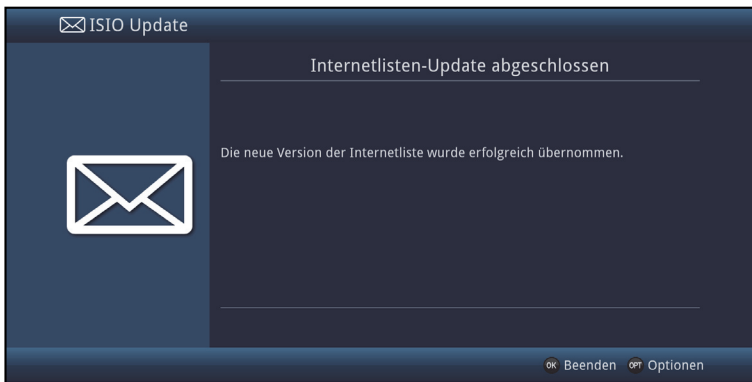 ISIO Update
Internetlisten-Update abgeschlossen
Die neue Version der Internetliste wurde erfolgreich übernommen.
OK Beenden OPT Optionen